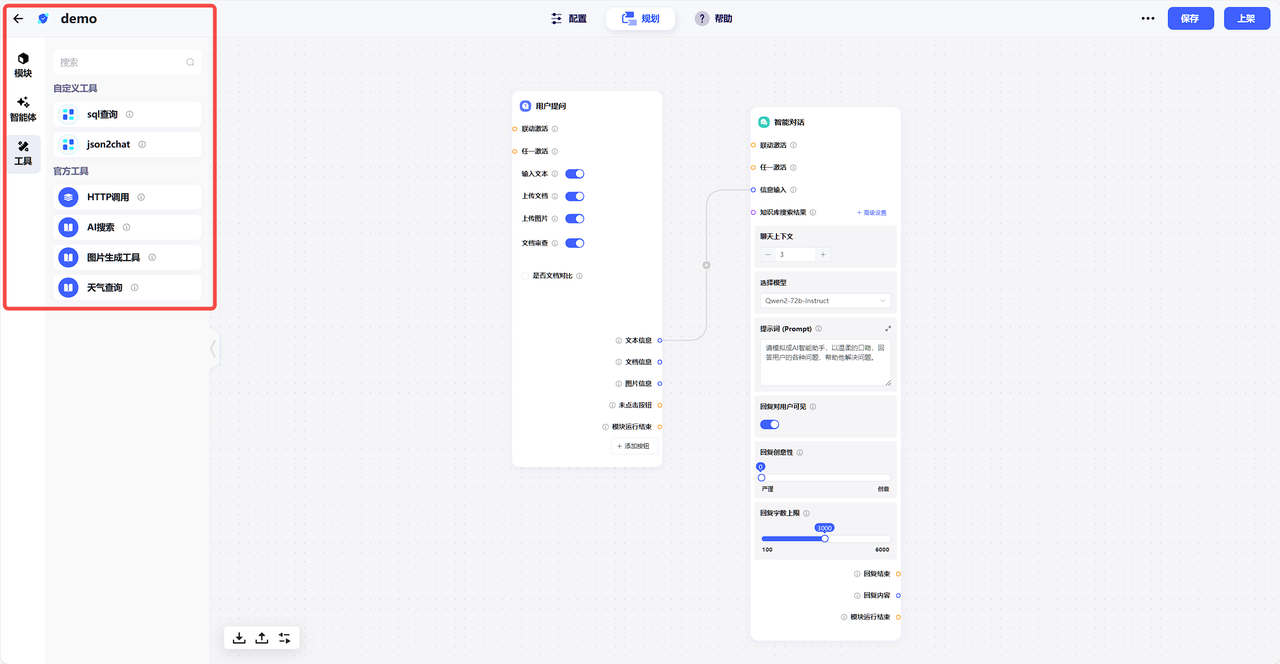 demo
配置
规划
帮助
保存
上架
模块
智能体
工具
搜索
自定义工具
sql查询
json2chat
官方工具
HTTP调用
AI搜索
图片生成工具
天气查询
用户提问
联动激活
任一激活
输入文本
上传文档
上传图片
文档审查
是否文档对比
文本信息
文档信息
图片信息
未点击按钮
模块运行结束
+ 添加按钮
智能对话
联动激活
任一激活
信息输入
知识库搜索结果
+ 高级设置
聊天上下文
− 3 +
选择模型
Qwen2-72b-instruct
提示词 (Prompt)
请模拟成AI智能助手，以温柔的口吻，回
答用户的各种问题，帮助他解决问题。
回复对用户可见
回复创意性
0
严谨 创意
回复字数上限
3000
100 6000
回复结束
回复内容
模块运行结束